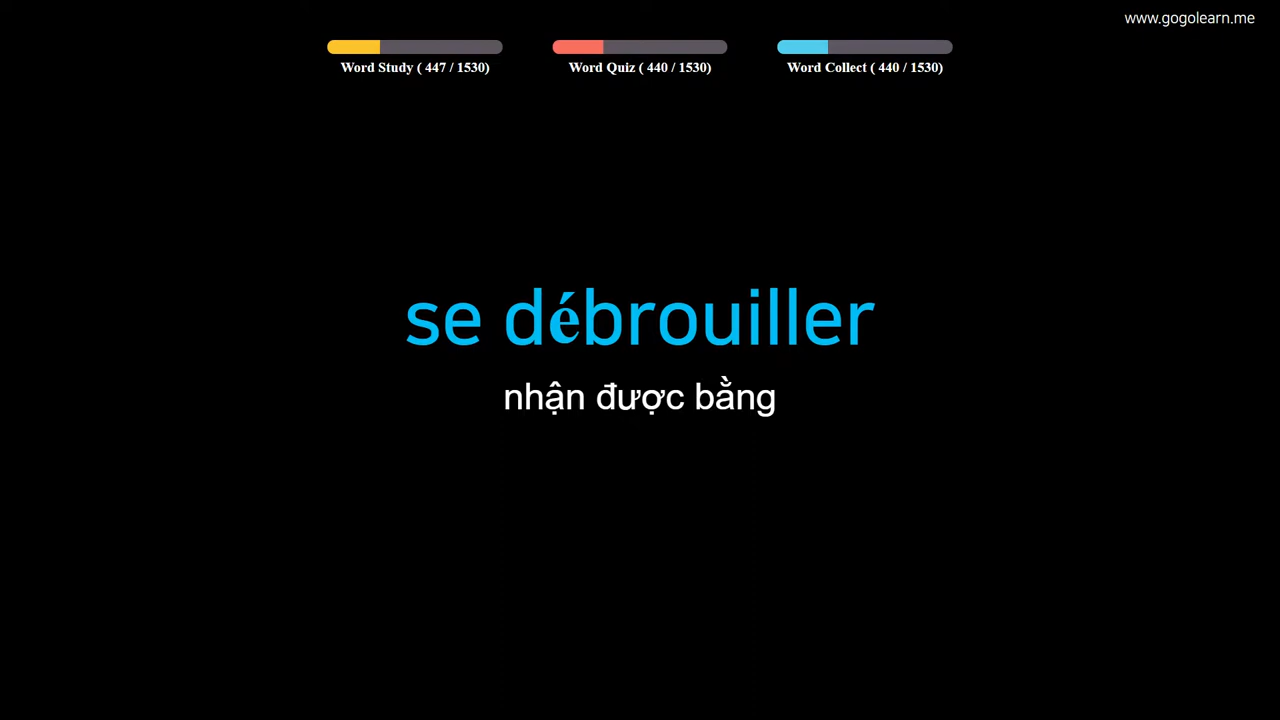 www.gogolearn.me
Word Study ( 447 / 1530)
Word Quiz ( 440 / 1530)
Word Collect ( 440 / 1530)
se débrouiller
nhận được bằng